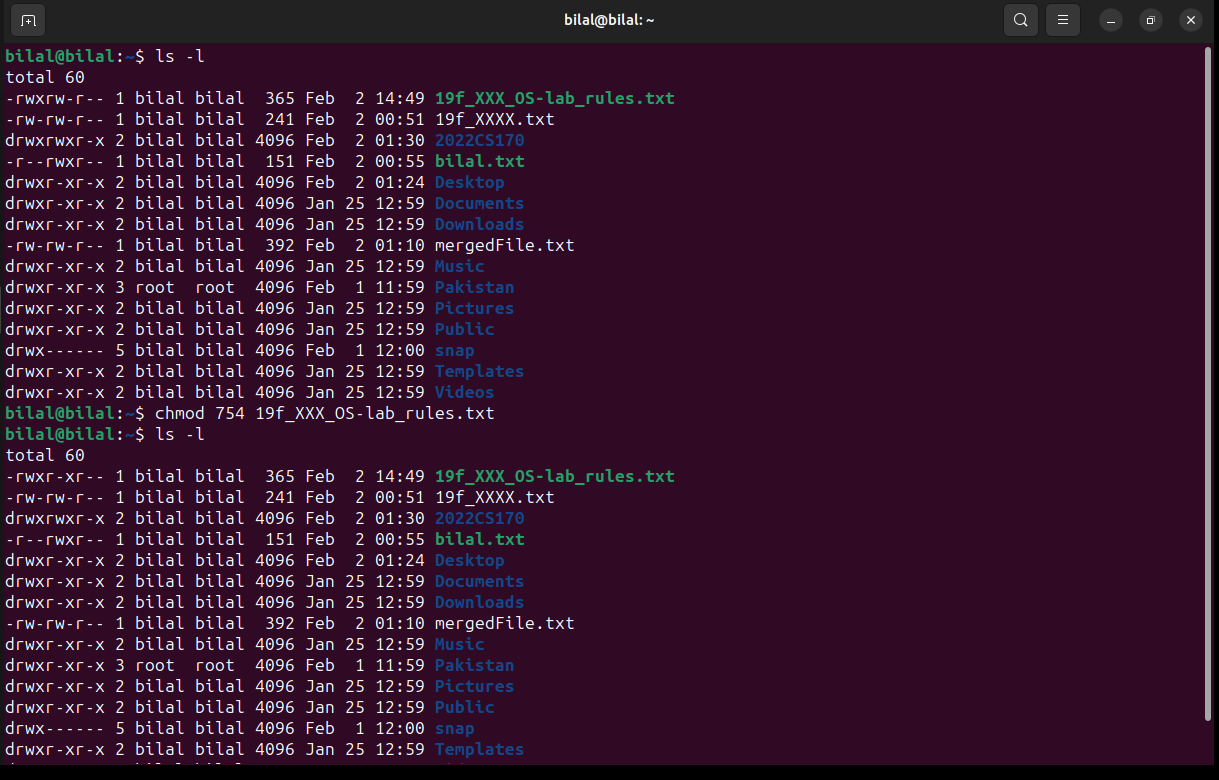 bilal@bilal: ~
bilal@bilal:~$ ls -l
total 60
-rwxrw-r-- 1 bilal bilal  365 Feb  2 14:49 19f_XXX_OS-lab_rules.txt
-rw-rw-r-- 1 bilal bilal  241 Feb  2 00:51 19f_XXXX.txt
drwxrwxr-x 2 bilal bilal 4096 Feb  2 01:30 2022CS170
-r--rwxr-- 1 bilal bilal  151 Feb  2 00:55 bilal.txt
drwxr-xr-x 2 bilal bilal 4096 Feb  2 01:24 Desktop
drwxr-xr-x 2 bilal bilal 4096 Jan 25 12:59 Documents
drwxr-xr-x 2 bilal bilal 4096 Jan 25 12:59 Downloads
-rw-rw-r-- 1 bilal bilal  392 Feb  2 01:10 mergedFile.txt
drwxr-xr-x 2 bilal bilal 4096 Jan 25 12:59 Music
drwxr-xr-x 3 root  root  4096 Feb  1 11:59 Pakistan
drwxr-xr-x 2 bilal bilal 4096 Jan 25 12:59 Pictures
drwxr-xr-x 2 bilal bilal 4096 Jan 25 12:59 Public
drwx------ 5 bilal bilal 4096 Feb  1 12:00 snap
drwxr-xr-x 2 bilal bilal 4096 Jan 25 12:59 Templates
drwxr-xr-x 2 bilal bilal 4096 Jan 25 12:59 Videos
bilal@bilal:~$ chmod 754 19f_XXX_OS-lab_rules.txt
bilal@bilal:~$ ls -l
total 60
-rwxr-xr-- 1 bilal bilal  365 Feb  2 14:49 19f_XXX_OS-lab_rules.txt
-rw-rw-r-- 1 bilal bilal  241 Feb  2 00:51 19f_XXXX.txt
drwxrwxr-x 2 bilal bilal 4096 Feb  2 01:30 2022CS170
-r--rwxr-- 1 bilal bilal  151 Feb  2 00:55 bilal.txt
drwxr-xr-x 2 bilal bilal 4096 Feb  2 01:24 Desktop
drwxr-xr-x 2 bilal bilal 4096 Jan 25 12:59 Documents
drwxr-xr-x 2 bilal bilal 4096 Jan 25 12:59 Downloads
-rw-rw-r-- 1 bilal bilal  392 Feb  2 01:10 mergedFile.txt
drwxr-xr-x 2 bilal bilal 4096 Jan 25 12:59 Music
drwxr-xr-x 3 root  root  4096 Feb  1 11:59 Pakistan
drwxr-xr-x 2 bilal bilal 4096 Jan 25 12:59 Pictures
drwxr-xr-x 2 bilal bilal 4096 Jan 25 12:59 Public
drwx------ 5 bilal bilal 4096 Feb  1 12:00 snap
drwxr-xr-x 2 bilal bilal 4096 Jan 25 12:59 Templates